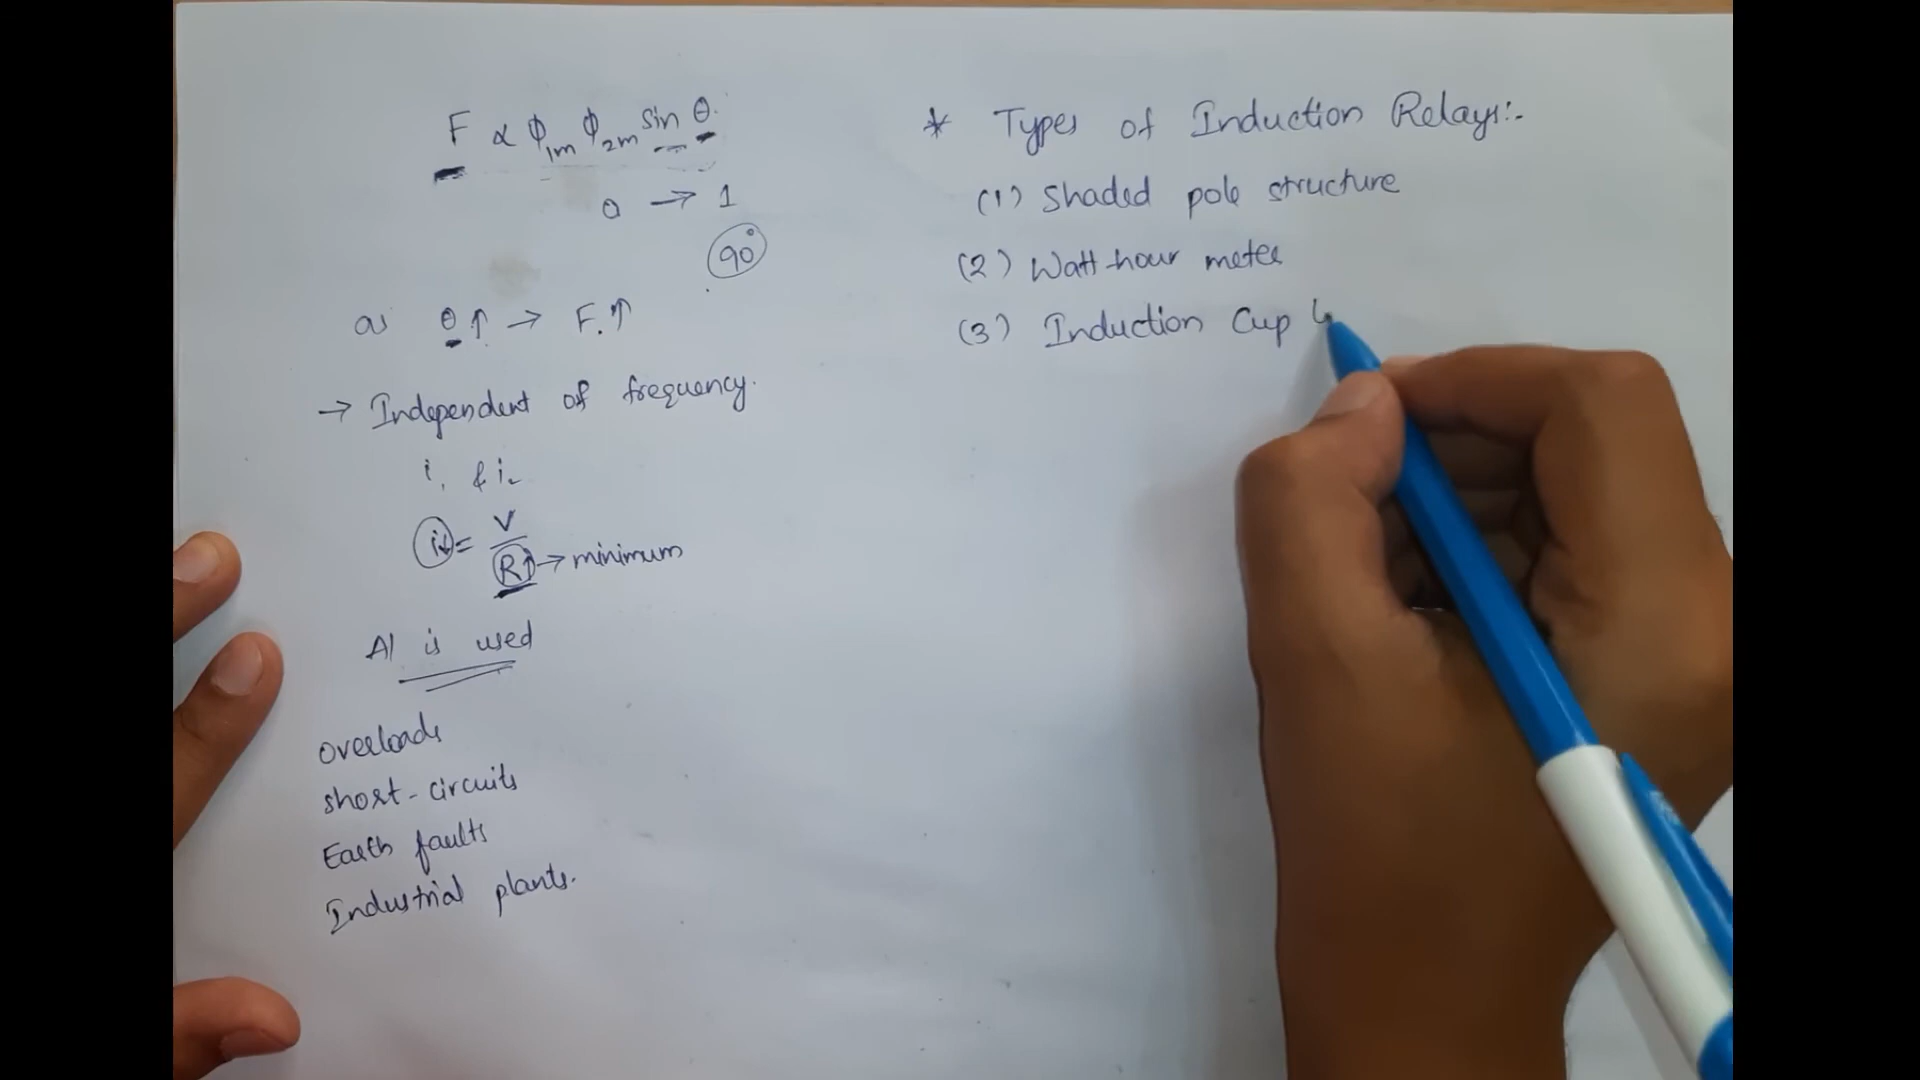 F ∝ ϕ1m ϕ2m sin θ.
0 → 1
90°
as θ↑ → F.↑
→ Independent of frequency.
i1 & i2
i↓ = V / R↑ → minimum
Al is used
overloads
short-circuits
Earth faults
Industrial plants.
* Types of Induction Relays:-
(1) Shaded pole structure
(2) Watt-hour meter
(3) Induction Cup